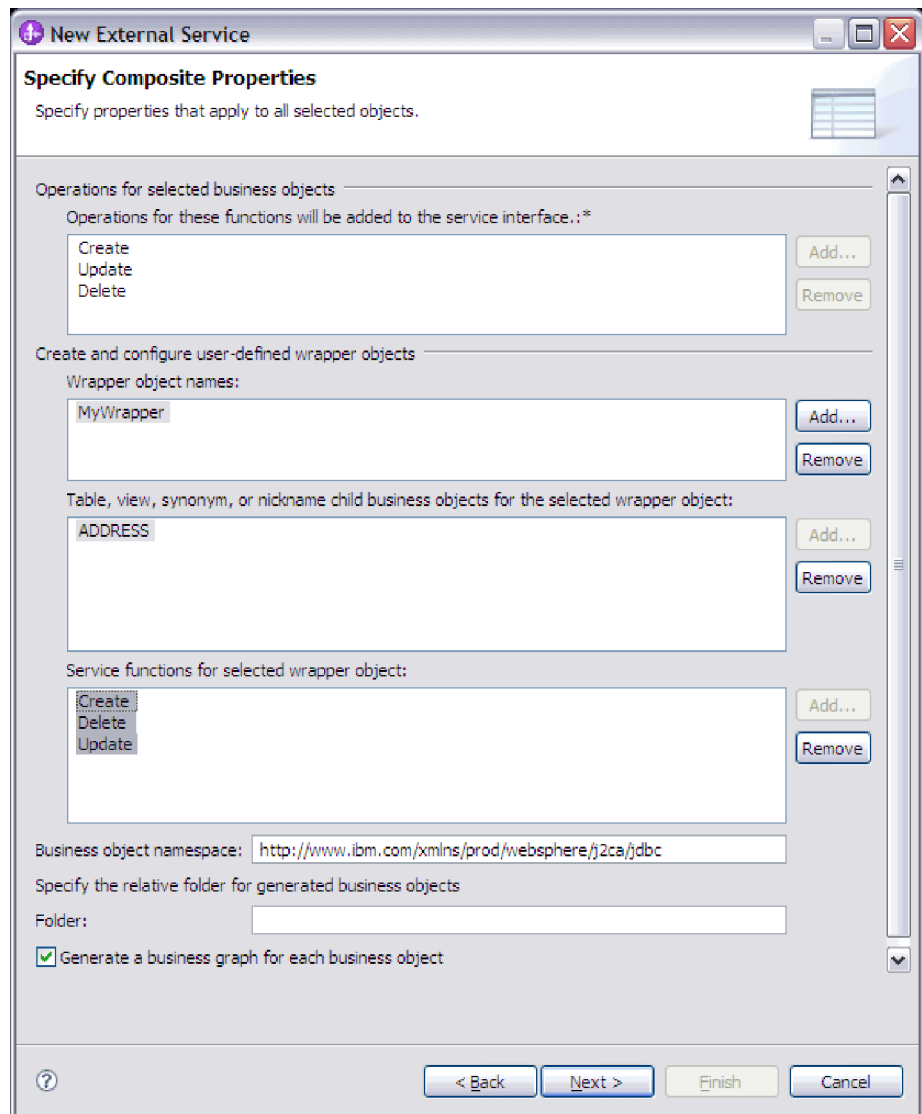 New External Service
Specify Composite Properties
Specify properties that apply to all selected objects.
Operations for selected business objects
Operations for these functions will be added to the service interface.:*
Create
Update
Delete
Add...
Remove
Create and configure user-defined wrapper objects
Wrapper object names:
MyWrapper
Add...
Remove
Table, view, synonym, or nickname child business objects for the selected wrapper object:
ADDRESS
Add...
Remove
Service functions for selected wrapper object:
Create
Delete
Update
Add...
Remove
Business object namespace: http://www.ibm.com/xmlns/prod/websphere/j2ca/jdbc
Specify the relative folder for generated business objects
Folder:
Generate a business graph for each business object
? < Back Next > Finish Cancel